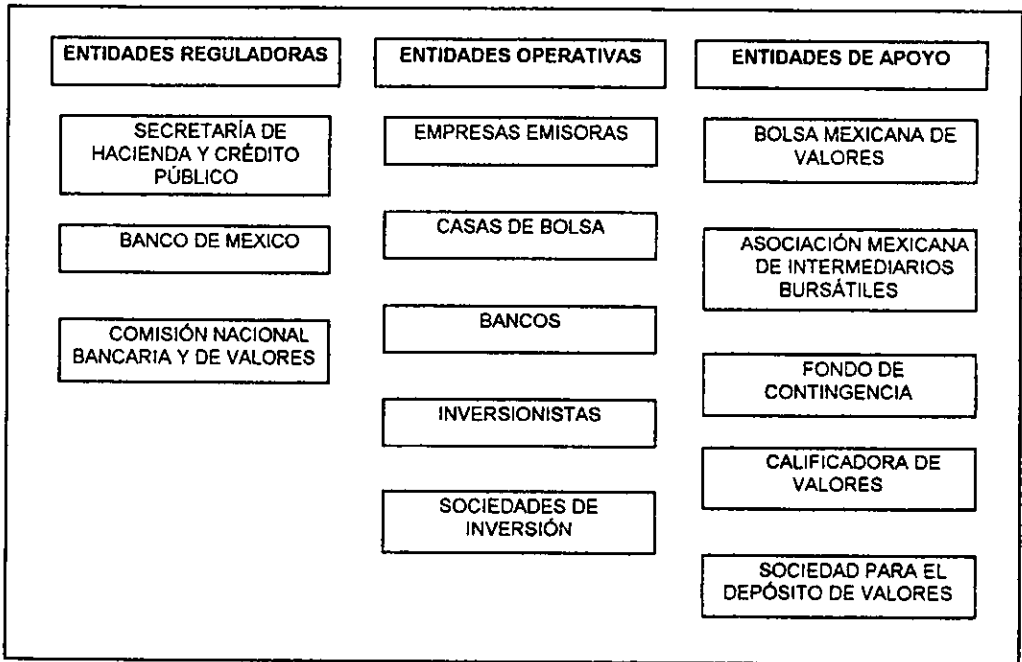 ENTIDADES REGULADORAS
SECRETARÍA DE
HACIENDA Y CRÉDITO
PÚBLICO
BANCO DE MEXICO
COMISIÓN NACIONAL
BANCARIA Y DE VALORES
ENTIDADES OPERATIVAS
EMPRESAS EMISORAS
CASAS DE BOLSA
BANCOS
INVERSIONISTAS
SOCIEDADES DE
INVERSIÓN
ENTIDADES DE APOYO
BOLSA MEXICANA DE
VALORES
ASOCIACIÓN MEXICANA
DE INTERMEDIARIOS
BURSÁTILES
FONDO DE
CONTINGENCIA
CALIFICADORA DE
VALORES
SOCIEDAD PARA EL
DEPÓSITO DE VALORES